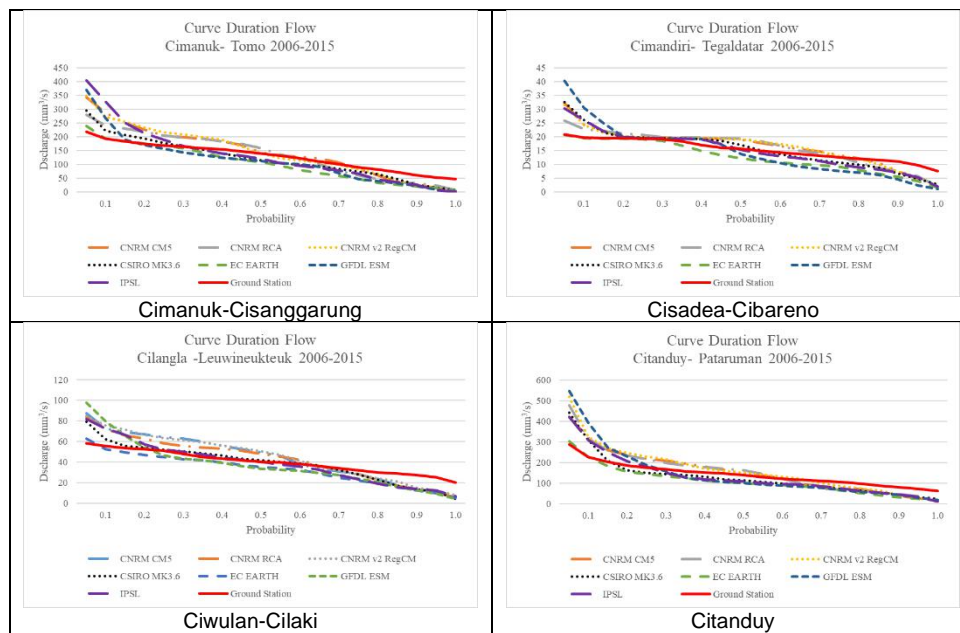 Curve Duration Flow
Cimanuk- Tomo 2006-2015
450
400
350
300
250
200
150
100
50
0
Dscharge (mm³/s)
0.1 0.2 0.3 0.4 0.5 0.6 0.7 0.8 0.9 1.0
Probability
CNRM CM5 CNRM RCA CNRM v2 RegCM
CSIRO MK3.6 EC EARTH GFDL ESM
IPSL Ground Station
Cimanuk-Cisanggarung
Curve Duration Flow
Cimandiri- Tegaldatar 2006-2015
45
40
35
30
25
20
15
10
5
0
Dscharge (mm³/s)
0.1 0.2 0.3 0.4 0.5 0.6 0.7 0.8 0.9 1.0
Probability
CNRM CM5 CNRM RCA CNRM v2 RegCM
CSIRO MK3.6 EC EARTH GFDL ESM
IPSL Ground Station
Cisadea-Cibareno
Curve Duration Flow
Cilangla -Leuwineukteuk 2006-2015
120
100
80
60
40
20
0
Dscharge (mm³/s)
0.1 0.2 0.3 0.4 0.5 0.6 0.7 0.8 0.9 1.0
Probability
CNRM CM5 CNRM RCA CNRM v2 RegCM
CSIRO MK3.6 EC EARTH GFDL ESM
IPSL Ground Station
Ciwulan-Cilaki
Curve Duration Flow
Citanduy- Pataruman 2006-2015
600
500
400
300
200
100
0
Dscharge (mm³/s)
0.1 0.2 0.3 0.4 0.5 0.6 0.7 0.8 0.9 1.0
Probability
CNRM CM5 CNRM RCA CNRM v2 RegCM
CSIRO MK3.6 EC EARTH GFDL ESM
IPSL Ground Station
Citanduy